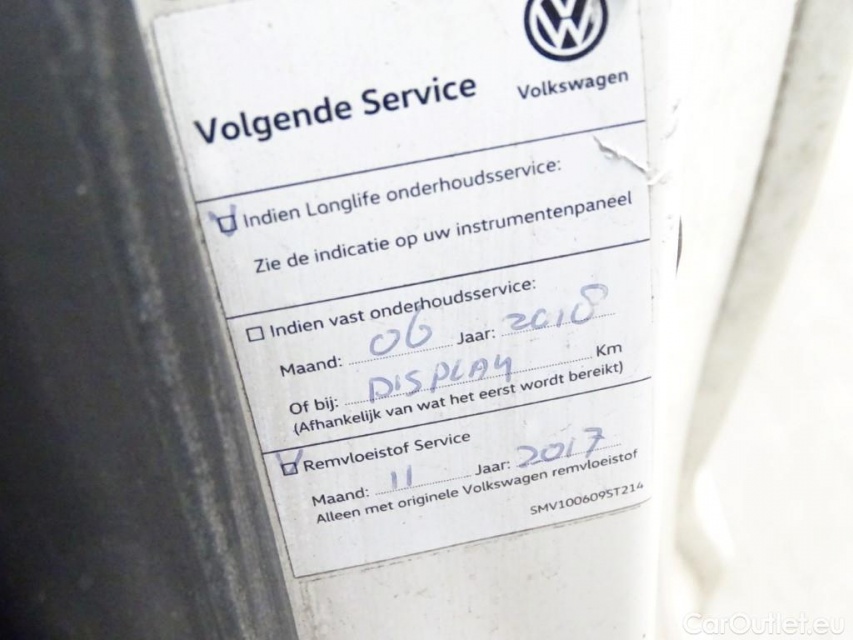 Volkswagen
Volgende Service
Indien Longlife onderhoudsservice:
Zie de indicatie op uw instrumentenpaneel
Indien vast onderhoudsservice:
Maand: 06 Jaar: 2018
Of bij: DISPLAY Km
(Afhankelijk van wat het eerst wordt bereikt)
Remvloeistof Service
Maand: 11 Jaar: 2017
Alleen met originele Volkswagen remvloeistof
SMV1006095T214
CarOutlet.eu